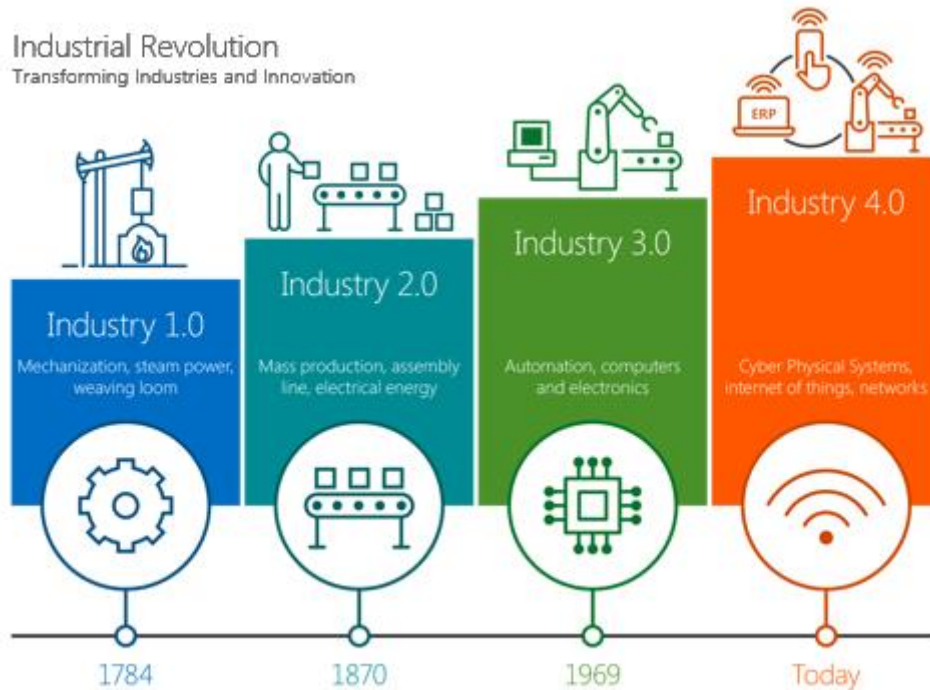 Industrial Revolution
Transforming Industries and Innovation
ERP
Industry 1.0
Mechanization, steam power,
weaving loom
Industry 2.0
Mass production, assembly
line, electrical energy
Industry 3.0
Automation, computers
and electronics
Industry 4.0
Cyber Physical Systems,
internet of things, networks
1784
1870
1969
Today